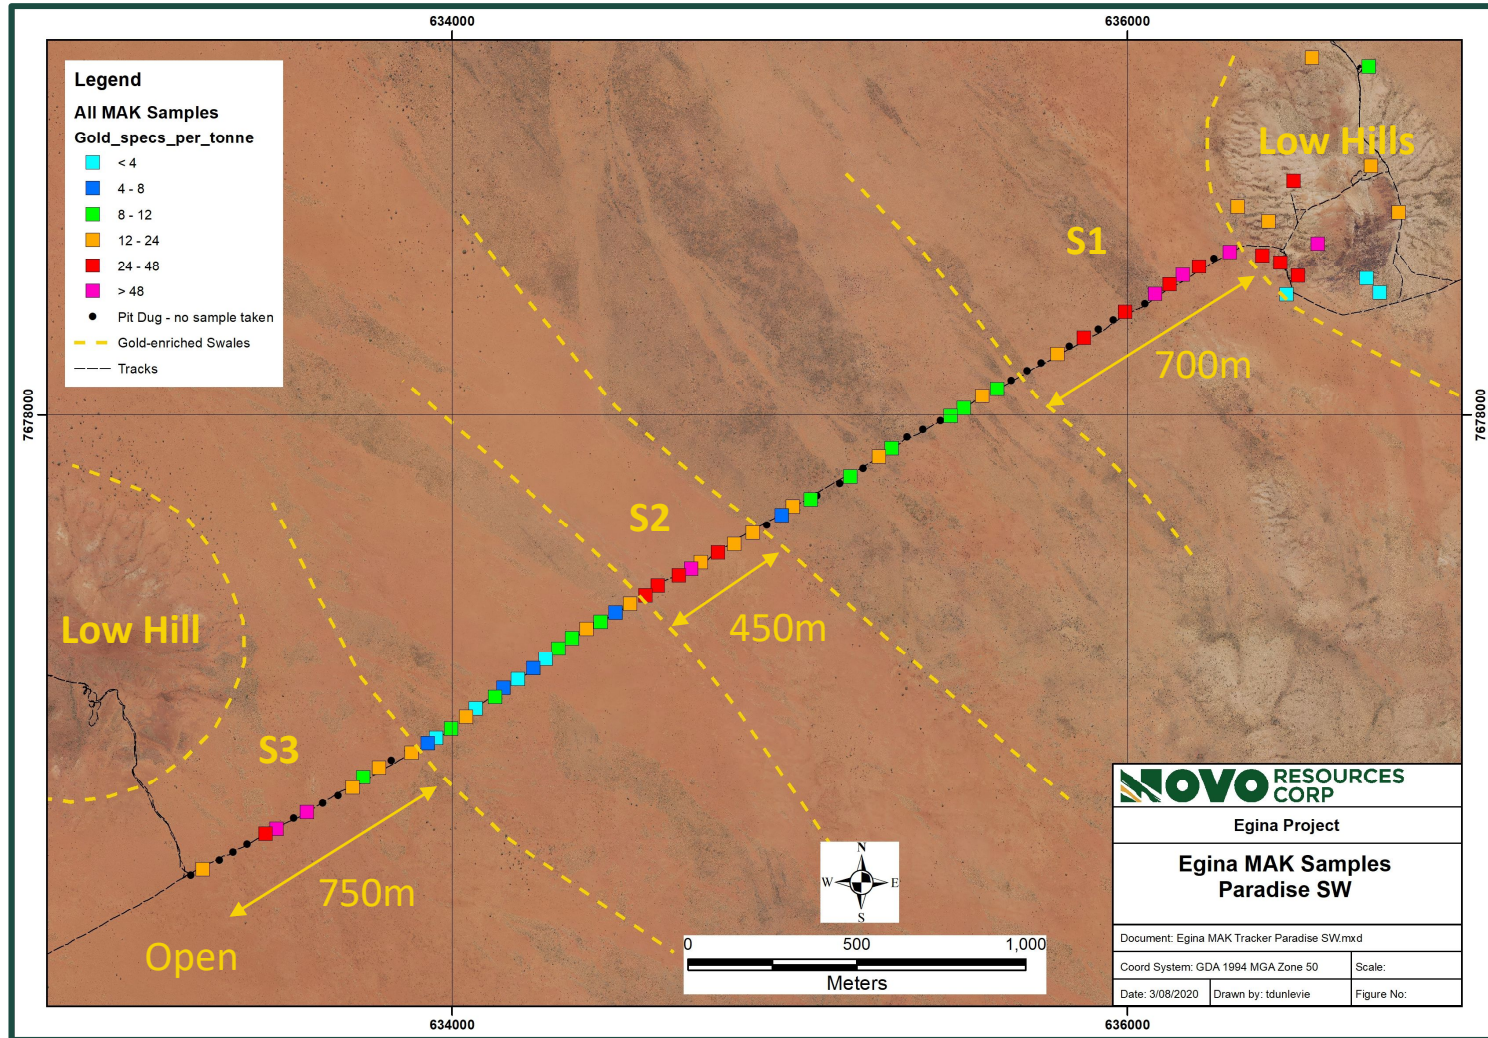 634000
636000
Legend
All MAK Samples
Gold_specs_per_tonne
< 4
4 - 8
8 - 12
12 - 24
24 - 48
> 48
Pit Dug - no sample taken
Gold-enriched Swales
Tracks
Low Hills
S1
700m
7678000
7678000
S2
450m
Low Hill
S3
750m
Open
N
W
E
S
0
500
1,000
Meters
NOVO RESOURCES
CORP
Egina Project
Egina MAK Samples
Paradise SW
Document: Egina MAK Tracker Paradise SW.mxd
Coord System: GDA 1994 MGA Zone 50
Scale:
Date: 3/08/2020
Drawn by: tdunlevie
Figure No:
634000
636000